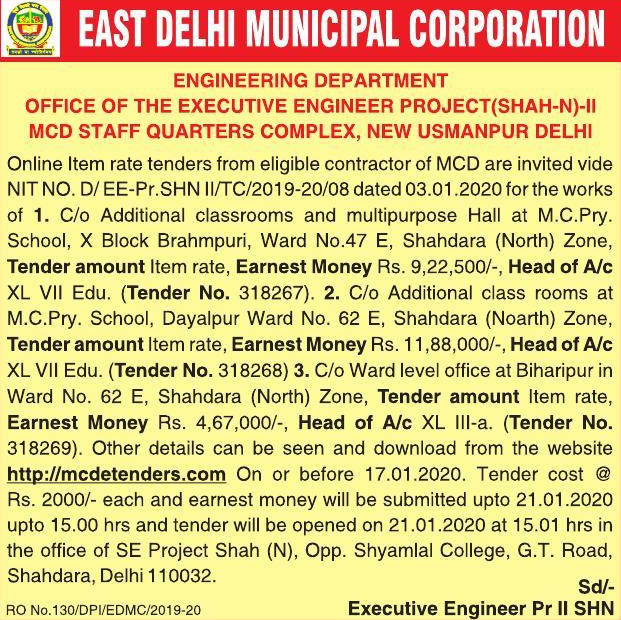 EAST DELHI MUNICIPAL CORPORATION
ENGINEERING DEPARTMENT
OFFICE OF THE EXECUTIVE ENGINEER PROJECT(SHAH-N)-II
MCD STAFF QUARTERS COMPLEX, NEW USMANPUR DELHI
Online Item rate tenders from eligible contractor of MCD are invited vide
NIT NO. D/ EE-Pr.SHN II/TC/2019-20/08 dated 03.01.2020 for the works
of 1. C/o Additional classrooms and multipurpose Hall at M.C.Pry.
School, X Block Brahmpuri, Ward No.47 E, Shahdara (North) Zone,
Tender amount Item rate, Earnest Money Rs. 9,22,500/-, Head of A/c
XL VII Edu. (Tender No. 318267). 2. C/o Additional class rooms at
M.C.Pry. School, Dayalpur Ward No. 62 E, Shahdara (Noarth) Zone,
Tender amount Item rate, Earnest Money Rs. 11,88,000/-, Head of A/c
XL VII Edu. (Tender No. 318268) 3. C/o Ward level office at Biharipur in
Ward No. 62 E, Shahdara (North) Zone, Tender amount Item rate,
Earnest Money Rs. 4,67,000/-, Head of A/c XL III-a. (Tender No.
318269). Other details can be seen and download from the website
http://mcdetenders.com On or before 17.01.2020. Tender cost @
Rs. 2000/- each and earnest money will be submitted upto 21.01.2020
upto 15.00 hrs and tender will be opened on 21.01.2020 at 15.01 hrs in
the office of SE Project Shah (N), Opp. Shyamlal College, G.T. Road,
Shahdara, Delhi 110032.
Sd/-
RO No.130/DPI/EDMC/2019-20 Executive Engineer Pr II SHN